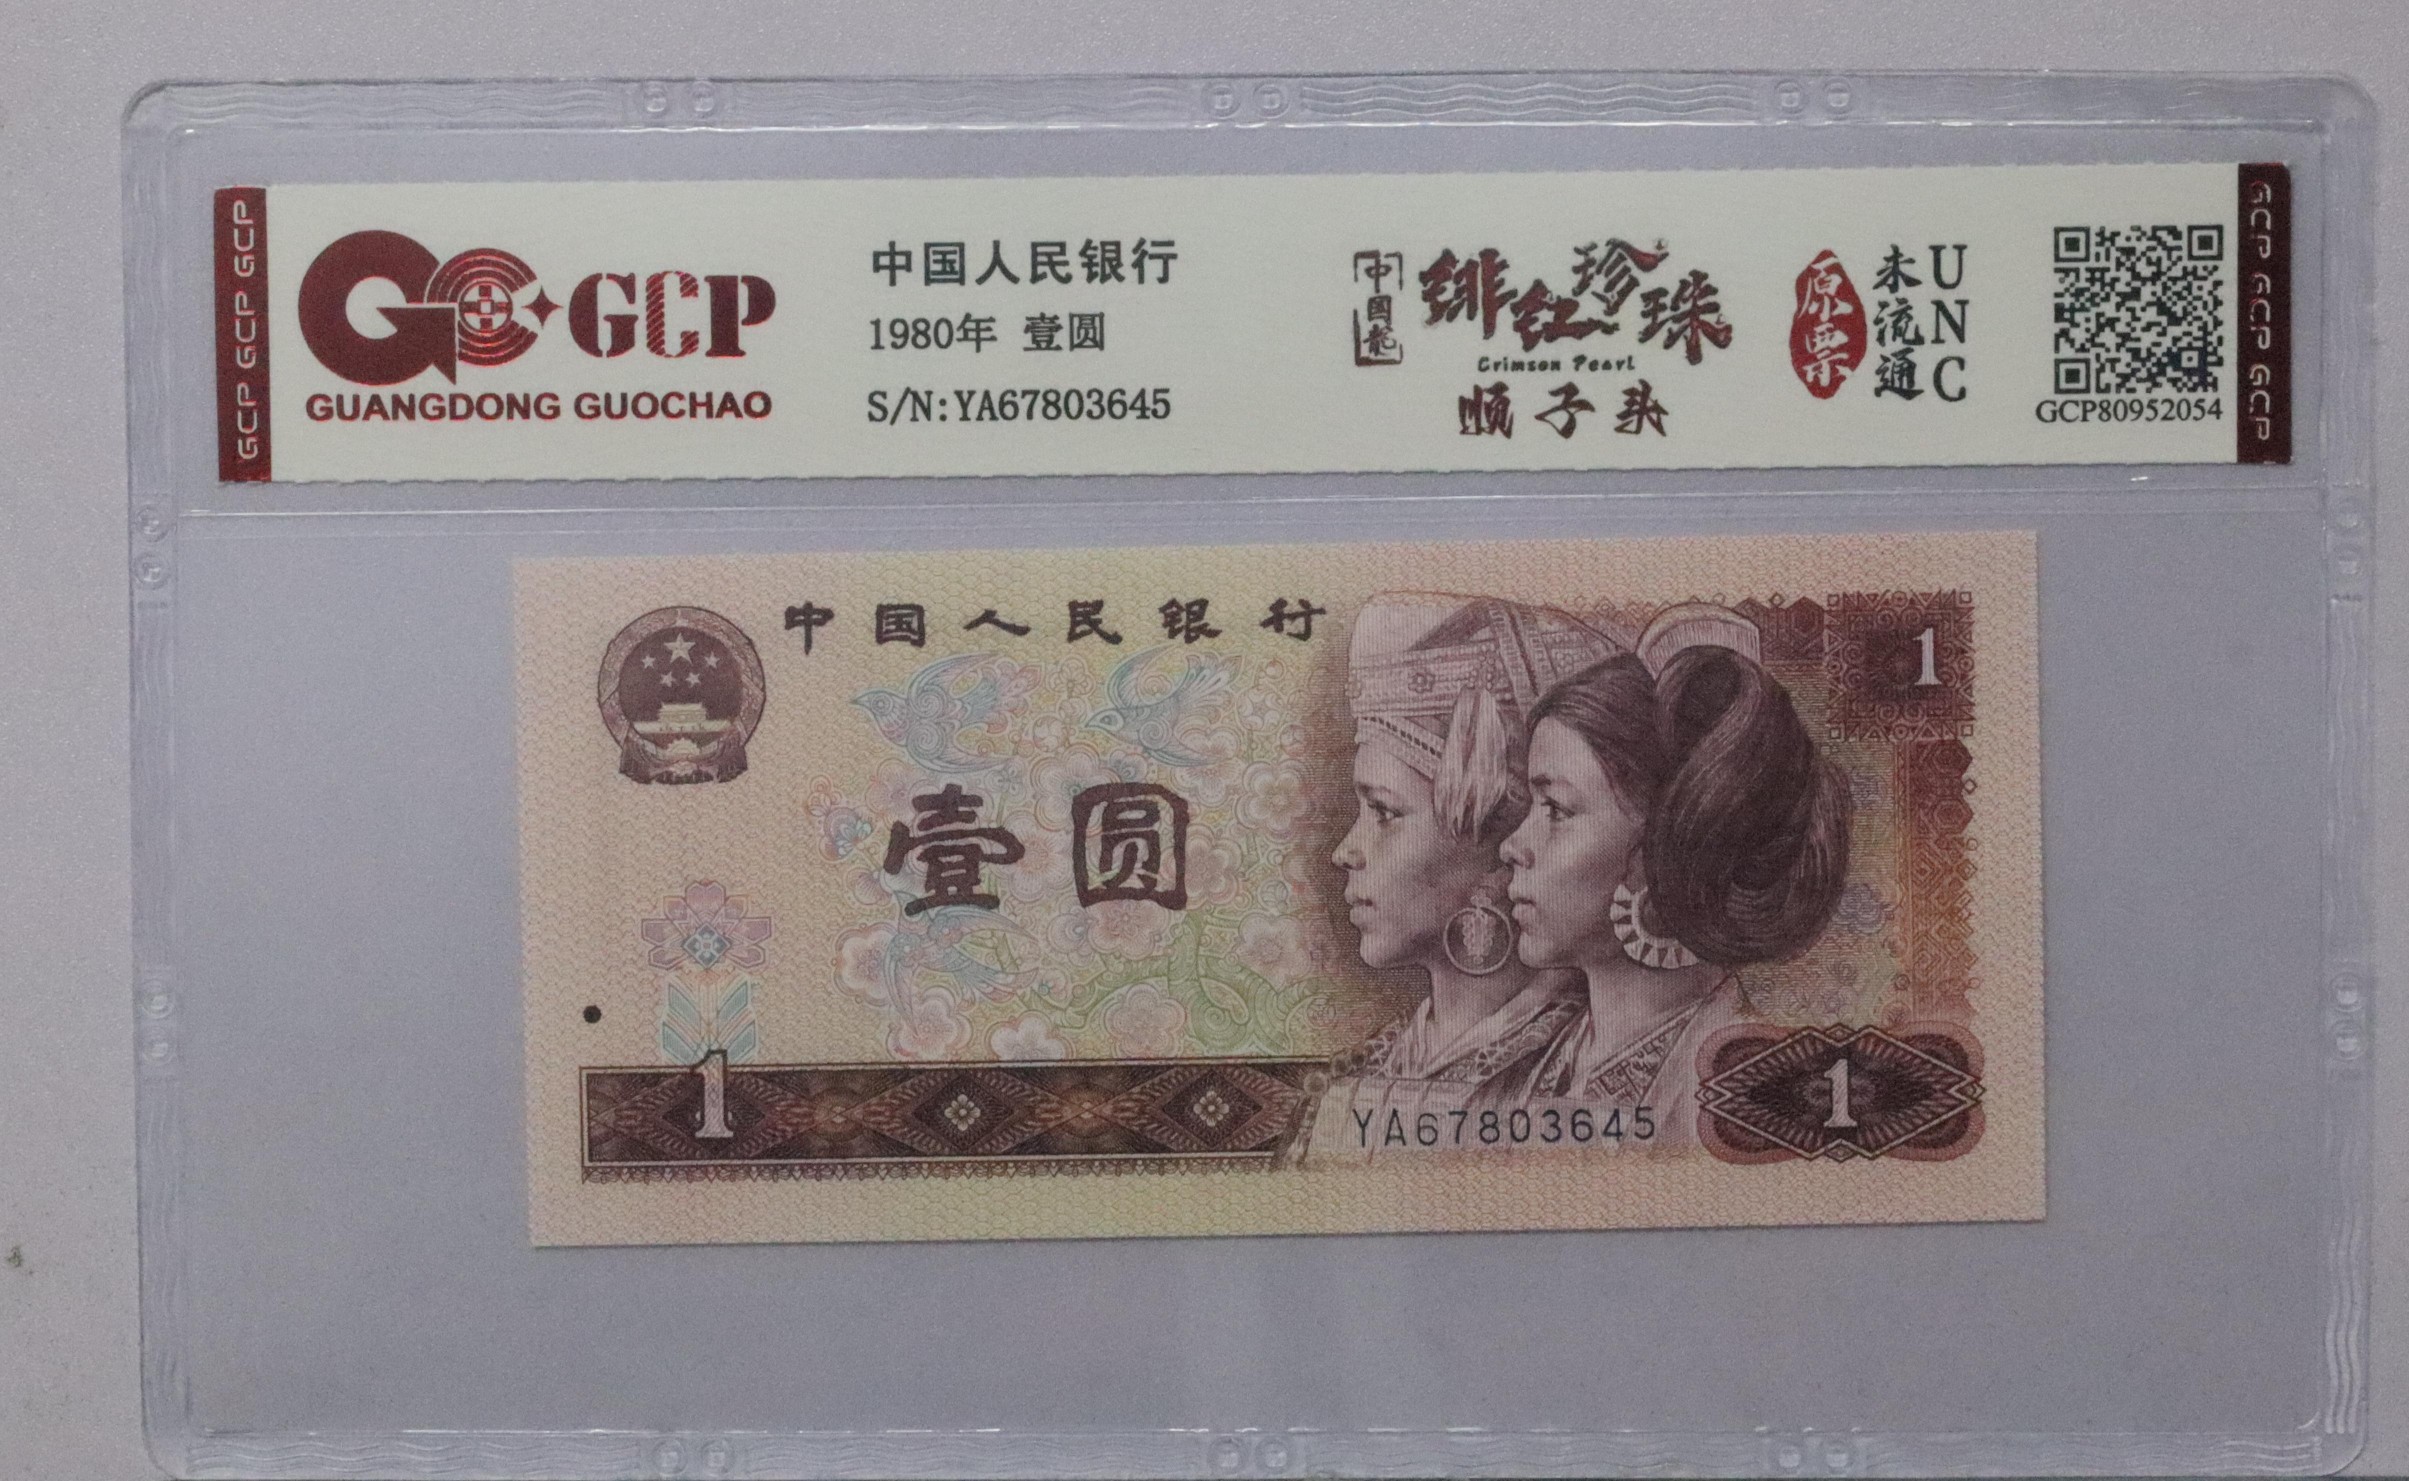 GCP GCP GCP
GCP
GUANGDONG GUOCHAO
中国人民银行
1980年 壹圆
S/N:YA67803645
中国龍
绯红珍珠
Crimson Pearl
顺子头
原票
未流通
UNC
GCP80952054
GCP GCP GCP
中国人民银行
1
壹圆
1
YA67803645
1